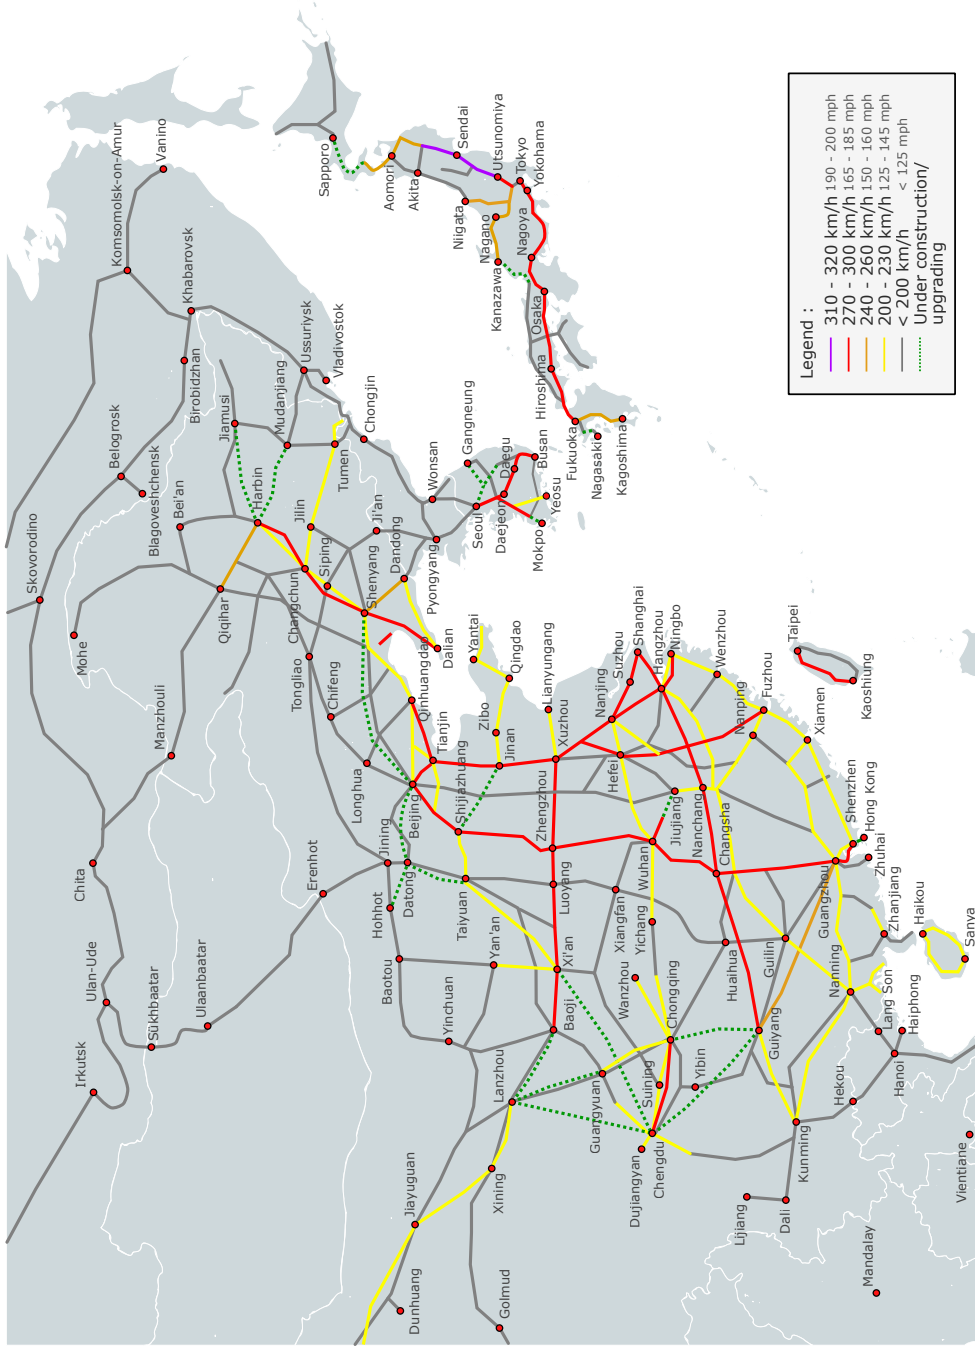 Legend :
310 - 320 km/h 190 - 200 mph
270 - 300 km/h 165 - 185 mph
240 - 260 km/h 150 - 160 mph
200 - 230 km/h 125 - 145 mph
< 200 km/h < 125 mph
Under construction/
upgrading
Irkutsk
Ulan-Ude
Sukhbaatar
Ulaanbaatar
Chita
Erenhot
Manzhouli
Mohe
Skovorodino
Blagoveshchensk
Belogrosk
Bei'an
Birobidzhan
Khabarovsk
Komsomolsk-on-Amur
Vanino
Jiamusi
Mudanjiang
Ussuriysk
Vladivostok
Harbin
Qiqihar
Jilin
Tumen
Chongjin
Changchun
Siping
Ji'an
Shenyang
Dandong
Tongliao
Chifeng
Longhua
Qinhuangdao
Dalian
Pyongyang
Wonsan
Seoul
Gangneung
Daejeon
Daegu
Busan
Yeosu
Mokpo
Sapporo
Aomori
Akita
Sendai
Utsunomiya
Tokyo
Yokohama
Niigata
Nagano
Kanazawa
Nagoya
Osaka
Hiroshima
Fukuoka
Nagasaki
Kagoshima
Beijing
Tianjin
Jining
Hohhot
Datong
Baotou
Taiyuan
Shijiazhuang
Yan'an
Yinchuan
Lanzhou
Jiayuguan
Dunhuang
Xining
Golmud
Yantai
Qingdao
Zibo
Jinan
Lianyungang
Xuzhou
Zhengzhou
Luoyang
Xi'an
Baoji
Guangyuan
Suining
Chengdu
Dujiangyan
Chongqing
Wanzhou
Yibin
Xiangfan
Yichang
Wuhan
Hefei
Nanjing
Suzhou
Shanghai
Hangzhou
Ningbo
Wenzhou
Jiujiang
Nanchang
Changsha
Nanping
Fuzhou
Xiamen
Taipei
Kaoshiung
Huaihua
Guilin
Guiyang
Kunming
Lijiang
Dali
Mandalay
Hekou
Hanoi
Haiphong
Lang Son
Nanning
Guangzhou
Shenzhen
Hong Kong
Zhuhai
Zhanjiang
Haikou
Sanya
Vientiane